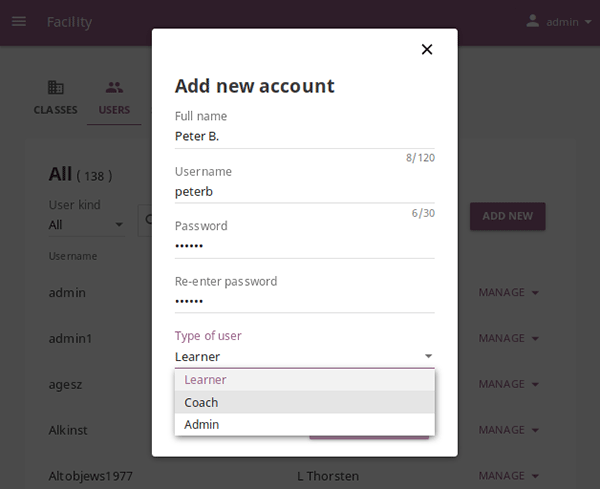 Facility
admin
CLASSES
USERS
All ( 138 )
User kind
All
ADD NEW
Username
admin
MANAGE
admin1
MANAGE
agesz
MANAGE
Alkinst
MANAGE
Altobjews1977
L Thorsten
MANAGE
Add new account
Full name
Peter B.
8/120
Username
peterb
6/30
Password
••••••
Re-enter password
••••••
Type of user
Learner
Learner
Coach
Admin